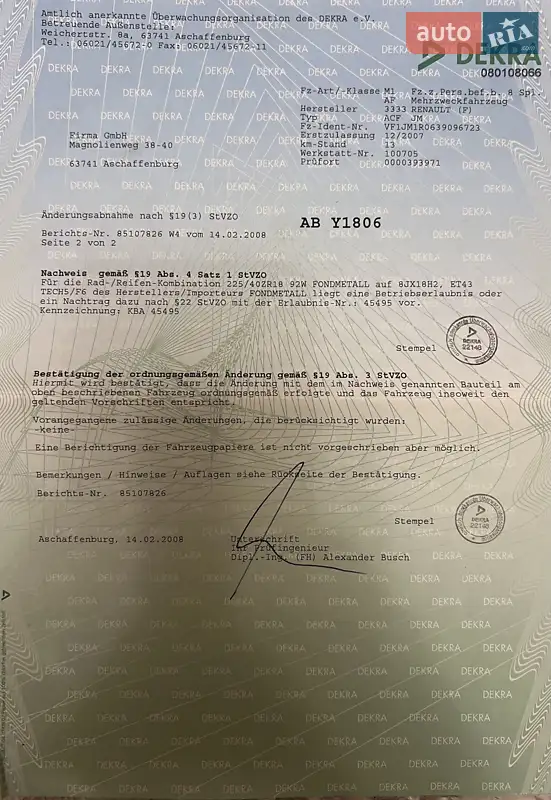 Amtlich anerkannte Überwachungsorganisation des DEKRA e.V.
Betreuende Außenstelle:
Weichertstr. 8a, 63741 Aschaffenburg
Tel.: 06021/45672-0 Fax: 06021/45672-11
auto RIA
DEKRA
080108066
Fz-Art/-Klasse M1 Fz.z.Pers.bef.b. 8 Spl.
AF Mehrzweckfahrzeug
Hersteller 3333 RENAULT (F)
Typ ACF JM
Fz-Ident-Nr. VF1JM1R0639096723
Erstzulassung 12/2007
km-Stand 13
Werkstatt-Nr. 100705
Prüfort 0000393971
Firma GmbH
Magnolienweg 38-40
63741 Aschaffenburg
Änderungsabnahme nach §19(3) StVZO
AB Y1806
Berichts-Nr. 85107826 W4 vom 14.02.2008
Seite 2 von 2
Nachweis gemäß §19 Abs. 4 Satz 1 StVZO
Für die Rad-/Reifen-Kombination 225/40ZR18 92W FONDMETALL auf 8JX18H2, ET43
TECH5/F6 des Herstellers/Importeurs FONDMETALL liegt eine Betriebserlaubnis oder
ein Nachtrag dazu nach §22 StVZO mit der Erlaubnis-Nr.: 45495 vor.
Kennzeichnung: KBA 45495
Stempel
DEKRA
22148
Bestätigung der ordnungsgemäßen Änderung gemäß §19 Abs. 3 StVZO
Hiermit wird bestätigt, dass die Änderung mit dem im Nachweis genannten Bauteil am
oben beschriebenen Fahrzeug ordnungsgemäß erfolgte und das Fahrzeug insoweit den
geltenden Vorschriften entspricht.
Vorangegangene zulässige Änderungen, die berücksichtigt wurden:
-keine-
Eine Berichtigung der Fahrzeugpapiere ist nicht vorgeschrieben aber möglich.
Bemerkungen / Hinweise / Auflagen siehe Rückseite der Bestätigung.
Berichts-Nr. 85107826
Stempel
DEKRA
22148
Aschaffenburg, 14.02.2008
Unterschrift
Ihr Prüfingenieur
Dipl.-Ing. (FH) Alexander Busch